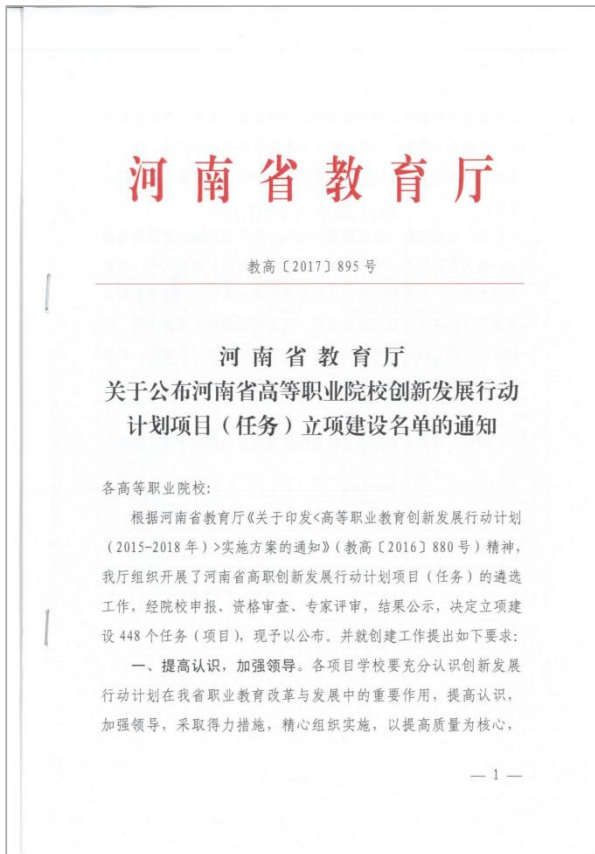 河南省教育厅
教高〔2017〕895号
河南省教育厅
关于公布河南省高等职业院校创新发展行动
计划项目（任务）立项建设名单的通知
各高等职业院校：
根据河南省教育厅《关于印发<高等职业教育创新发展行动计划
（2015-2018年）>实施方案的通知》（教高〔2016〕880号）精神，
我厅组织开展了河南省高职创新发展行动计划项目（任务）的遴选
工作，经院校申报、资格审查、专家评审，结果公示，决定立项建
设448个任务（项目），现予以公布。并就创建工作提出如下要求：
一、提高认识，加强领导。各项目学校要充分认识创新发展
行动计划在我省职业教育改革与发展中的重要作用，提高认识，
加强领导，采取得力措施，精心组织实施，以提高质量为核心，
— 1 —